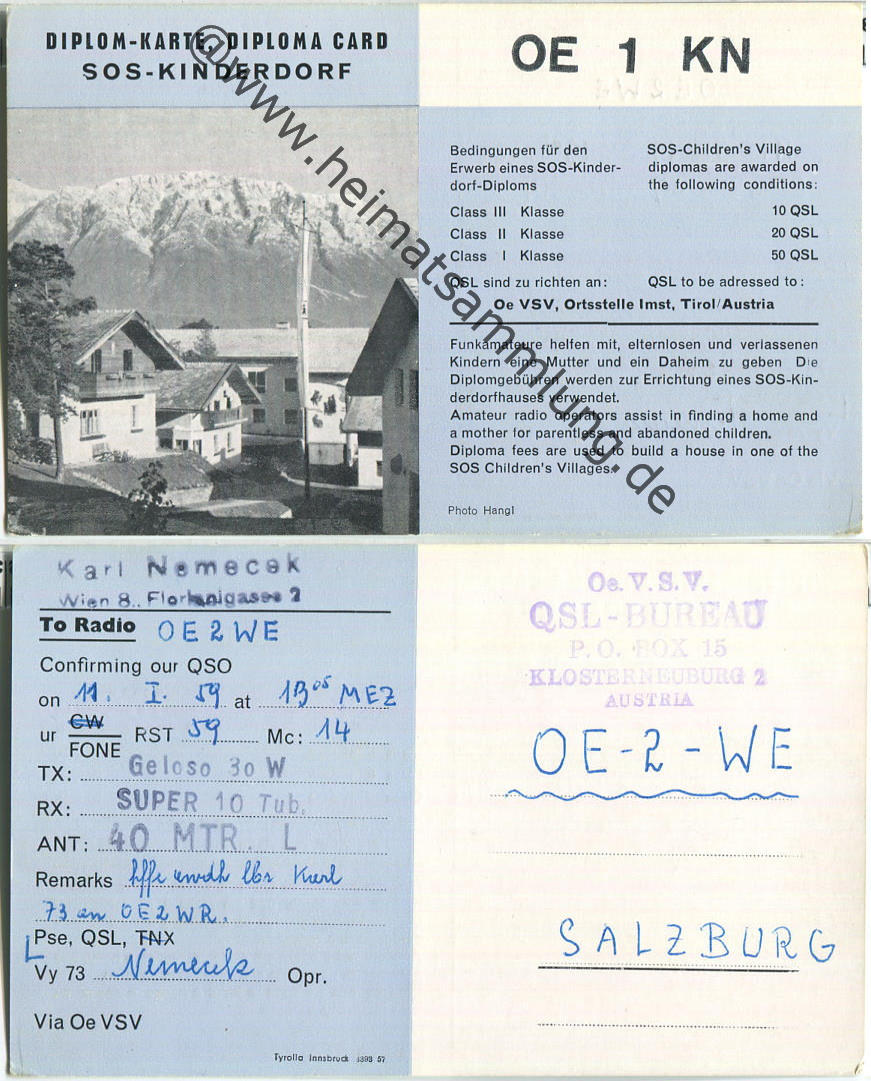 DIPLOM-KARTE, DIPLOMA CARD
SOS-KINDERDORF
OE 1 KN
@www.heimatsammlung.de
Bedingungen für den
Erwerb eines SOS-Kinder-
dorf-Diploms
SOS-Children's Village
diplomas are awarded on
the following conditions:
Class III Klasse 10 QSL
Class II Klasse 20 QSL
Class I Klasse 50 QSL
QSL sind zu richten an: QSL to be adressed to:
Oe VSV, Ortsstelle Imst, Tirol/Austria
Funkamateure helfen mit, elternlosen und verlassenen
Kindern eine Mutter und ein Daheim zu geben Die
Diplomgebühren werden zur Errichtung eines SOS-Kin-
derdorfhauses verwendet.
Amateur radio operators assist in finding a home and
a mother for parentless and abandoned children.
Diploma fees are used to build a house in one of the
SOS Children's Villages.
Photo Hangl
Karl Nemecek
Wien 8., Florianigasse 2
To Radio OE2WE
Confirming our QSO
on 11. I. 59 at 1305 MEZ
ur CW
FONE RST 59 Mc: 14
TX: Geloso 30 W
RX: SUPER 10 Tub.
ANT: 40 MTR. L
Remarks lbr Karl
73 an OE2WR.
Pse, QSL, TNX
Vy 73 Nemecek Opr.
Via Oe VSV
Tyrolia Innsbruck 57
Oe. V. S. V.
QSL-BUREAU
P. O. BOX 15
KLOSTERNEUBURG 2
AUSTRIA
OE-2-WE
SALZBURG